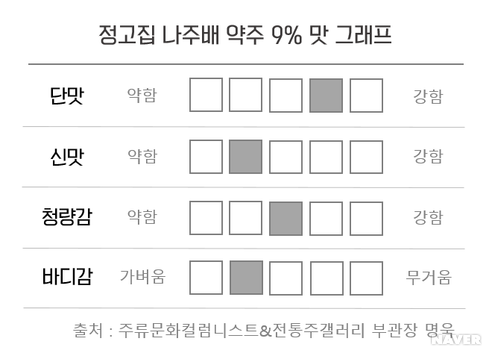 정고집 나주배 약주 9% 맛 그래프
단맛 약함 강함
신맛 약함 강함
청량감 약함 강함
바디감 가벼움 무거움
출처 : 주류문화컬럼니스트&전통주갤러리 부관장 명욱
NAVER